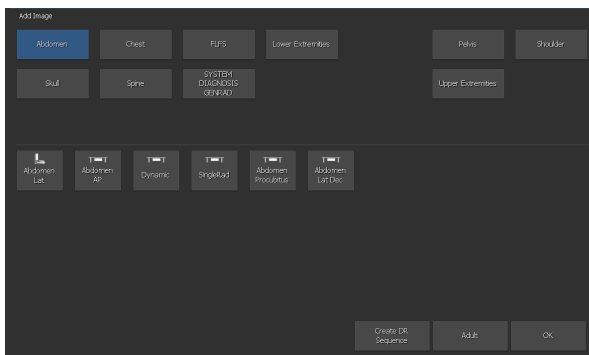 Add Image
Abdomen
Chest
FLFS
Lower Extremities
Pelvis
Shoulder
Skull
Spine
SYSTEM
DIAGNOSIS
GENRAD
Upper Extremities
Abdomen
Lat
Abdomen
AP
Dynamic
SingleRad
Abdomen
Procubitus
Abdomen
Lat Dec
Create DR
Sequence
Adult
OK